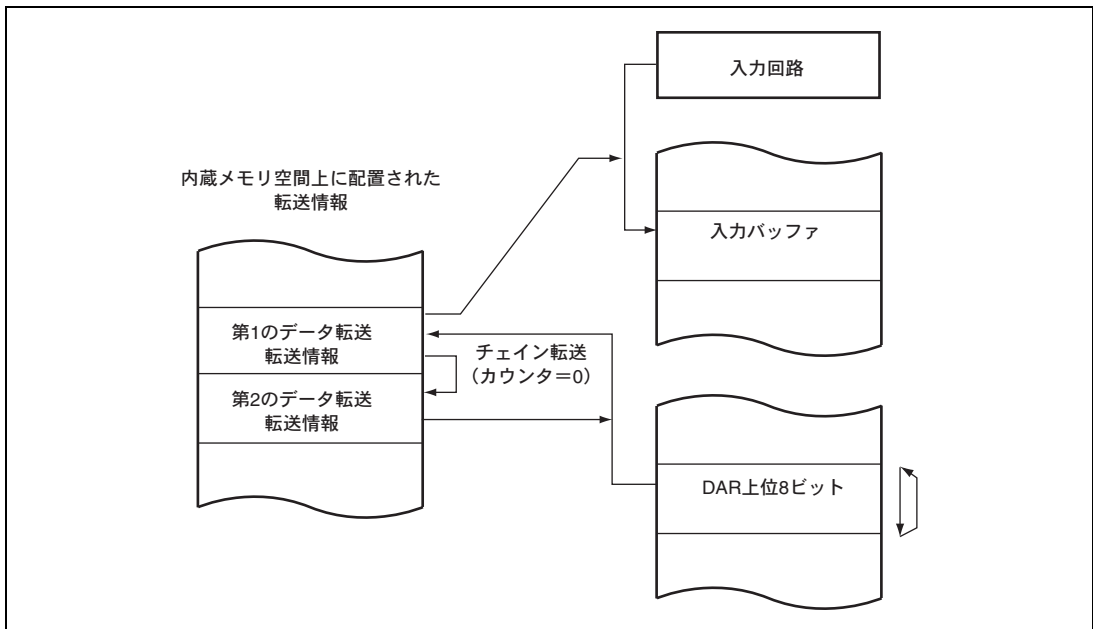 入力回路
内蔵メモリ空間上に配置された
転送情報
入力バッファ
第1のデータ転送
転送情報
チェイン転送
（カウンタ＝0）
第2のデータ転送
転送情報
DAR上位8ビット